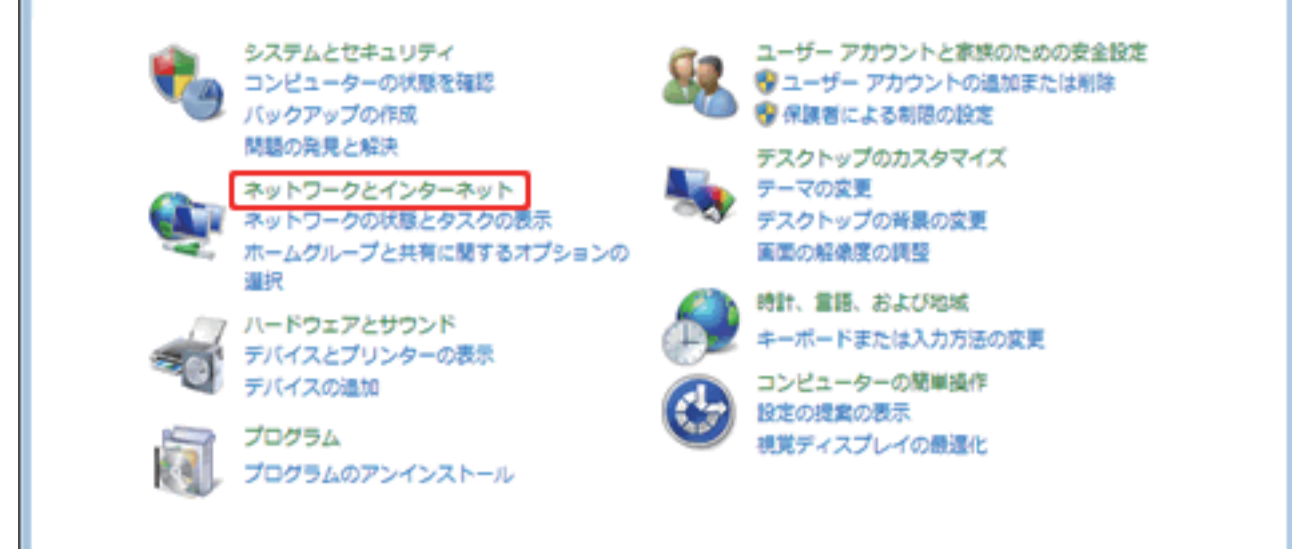 システムとセキュリティ
コンピューターの状態を確認
バックアップの作成
問題の発見と解決
ネットワークとインターネット
ネットワークの状態とタスクの表示
ホームグループと共有に関するオプションの
選択
ハードウェアとサウンド
デバイスとプリンターの表示
デバイスの追加
プログラム
プログラムのアンインストール
ユーザー アカウントと家族のための安全設定
ユーザー アカウントの追加または削除
保護者による制限の設定
デスクトップのカスタマイズ
テーマの変更
デスクトップの背景の変更
画面の解像度の調整
時計、言語、および地域
キーボードまたは入力方法の変更
コンピューターの簡単操作
設定の提案の表示
視覚ディスプレイの最適化